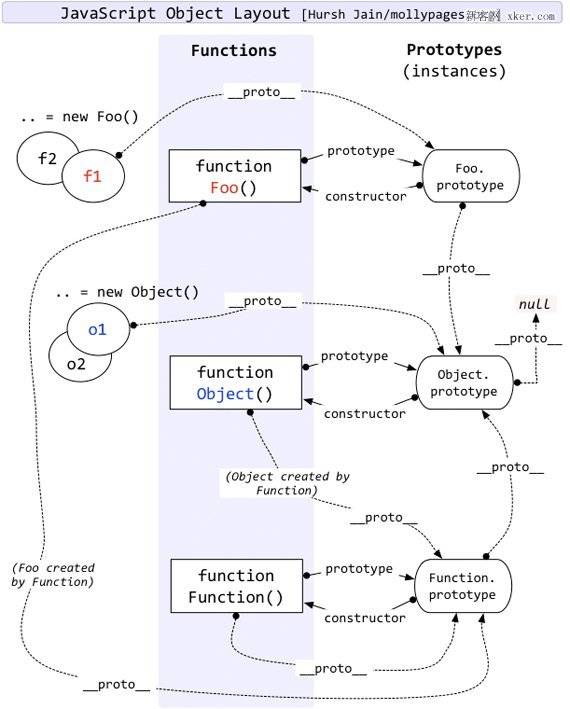 JavaScript Object Layout [Hursh Jain/mollypages
新客网 xker.com
Functions
Prototypes
(instances)
__proto__
.. = new Foo()
f2
f1
function
Foo()
prototype
constructor
Foo.
prototype
__proto__
.. = new Object()
o1
o2
__proto__
null
__proto__
function
Object()
prototype
constructor
Object.
prototype
(Object created by
Function)
__proto__
__proto__
(Foo created
by Function)
function
Function()
prototype
constructor
Function.
prototype
__proto__
__proto__